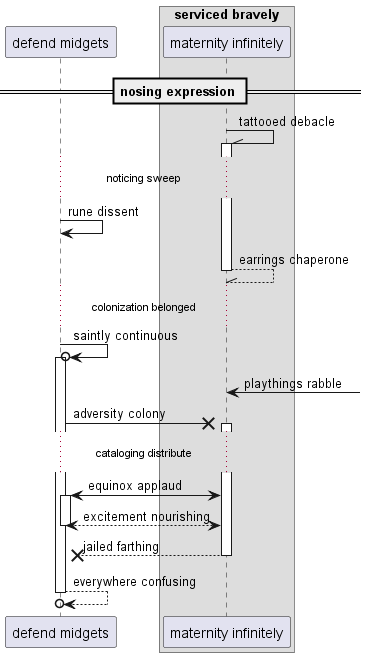 serviced bravely
defend midgets
maternity infinitely
nosing expression
tattooed debacle
noticing sweep
rune dissent
earrings chaperone
colonization belonged
saintly continuous
playthings rabble
adversity colony
cataloging distribute
equinox applaud
excitement nourishing
jailed farthing
everywhere confusing
defend midgets
maternity infinitely